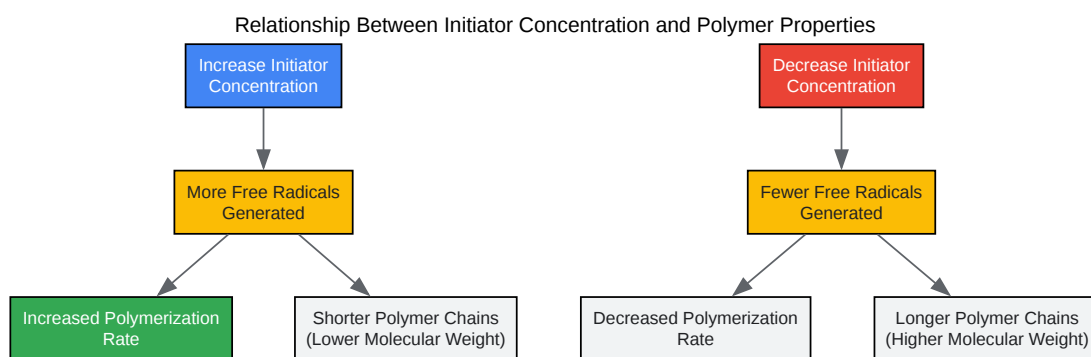 Relationship Between Initiator Concentration and Polymer Properties
Increase Initiator
Concentration
Decrease Initiator
Concentration
More Free Radicals
Generated
Fewer Free Radicals
Generated
Increased Polymerization
Rate
Shorter Polymer Chains
(Lower Molecular Weight)
Decreased Polymerization
Rate
Longer Polymer Chains
(Higher Molecular Weight)